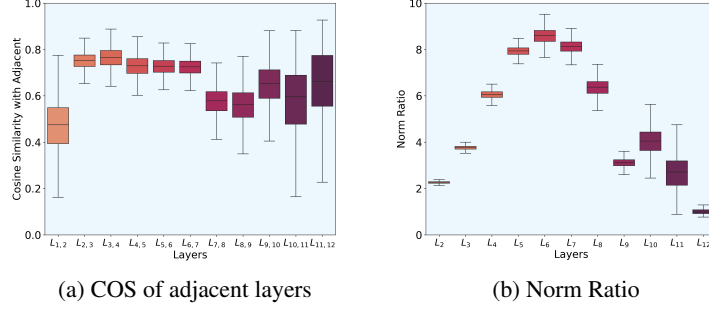 1.0
0.8
0.6
0.4
0.2
0.0
Cosine Similarity with Adjacent
L1, 2 L2, 3 L3, 4 L4, 5 L5, 6 L6, 7 L7, 8 L8, 9 L9, 10 L10, 11 L11, 12
Layers
(a) COS of adjacent layers
10
8
6
4
2
0
Norm Ratio
L2 L3 L4 L5 L6 L7 L8 L9 L10 L11 L12
Layers
(b) Norm Ratio